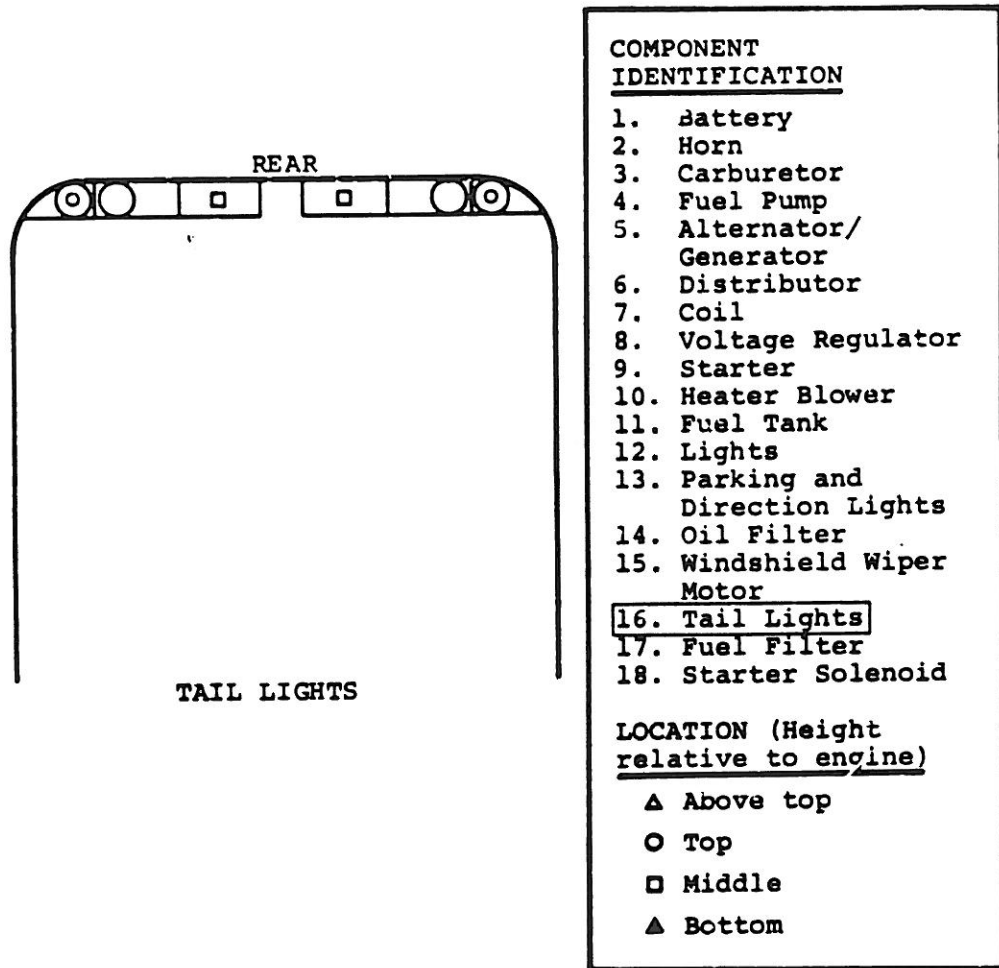 REAR
TAIL LIGHTS
COMPONENT
IDENTIFICATION
1. Battery
2. Horn
3. Carburetor
4. Fuel Pump
5. Alternator/
Generator
6. Distributor
7. Coil
8. Voltage Regulator
9. Starter
10. Heater Blower
11. Fuel Tank
12. Lights
13. Parking and
Direction Lights
14. Oil Filter
15. Windshield Wiper
Motor
16. Tail Lights
17. Fuel Filter
18. Starter Solenoid
LOCATION (Height
relative to engine)
Above top
Top
Middle
Bottom